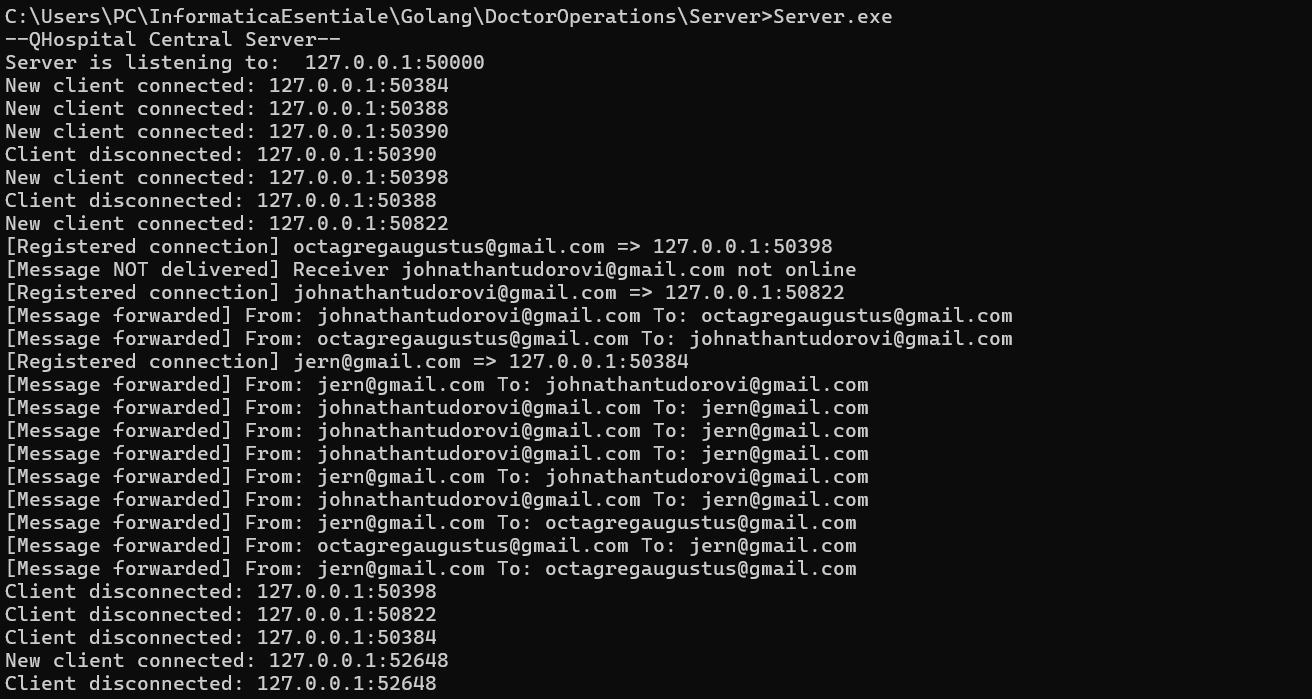 C:\Users\PC\InformaticaEsentiale\Golang\DoctorOperations\Server>Server.exe
--QHospital Central Server--
Server is listening to:  127.0.0.1:50000
New client connected: 127.0.0.1:50384
New client connected: 127.0.0.1:50388
New client connected: 127.0.0.1:50390
Client disconnected: 127.0.0.1:50390
New client connected: 127.0.0.1:50398
Client disconnected: 127.0.0.1:50388
New client connected: 127.0.0.1:50822
[Registered connection] octagregaugustus@gmail.com => 127.0.0.1:50398
[Message NOT delivered] Receiver johnathantudorovi@gmail.com not online
[Registered connection] johnathantudorovi@gmail.com => 127.0.0.1:50822
[Message forwarded] From: johnathantudorovi@gmail.com To: octagregaugustus@gmail.com
[Message forwarded] From: octagregaugustus@gmail.com To: johnathantudorovi@gmail.com
[Registered connection] jern@gmail.com => 127.0.0.1:50384
[Message forwarded] From: jern@gmail.com To: johnathantudorovi@gmail.com
[Message forwarded] From: johnathantudorovi@gmail.com To: jern@gmail.com
[Message forwarded] From: johnathantudorovi@gmail.com To: jern@gmail.com
[Message forwarded] From: johnathantudorovi@gmail.com To: jern@gmail.com
[Message forwarded] From: jern@gmail.com To: johnathantudorovi@gmail.com
[Message forwarded] From: johnathantudorovi@gmail.com To: jern@gmail.com
[Message forwarded] From: jern@gmail.com To: octagregaugustus@gmail.com
[Message forwarded] From: octagregaugustus@gmail.com To: jern@gmail.com
[Message forwarded] From: jern@gmail.com To: octagregaugustus@gmail.com
Client disconnected: 127.0.0.1:50398
Client disconnected: 127.0.0.1:50822
Client disconnected: 127.0.0.1:50384
New client connected: 127.0.0.1:52648
Client disconnected: 127.0.0.1:52648